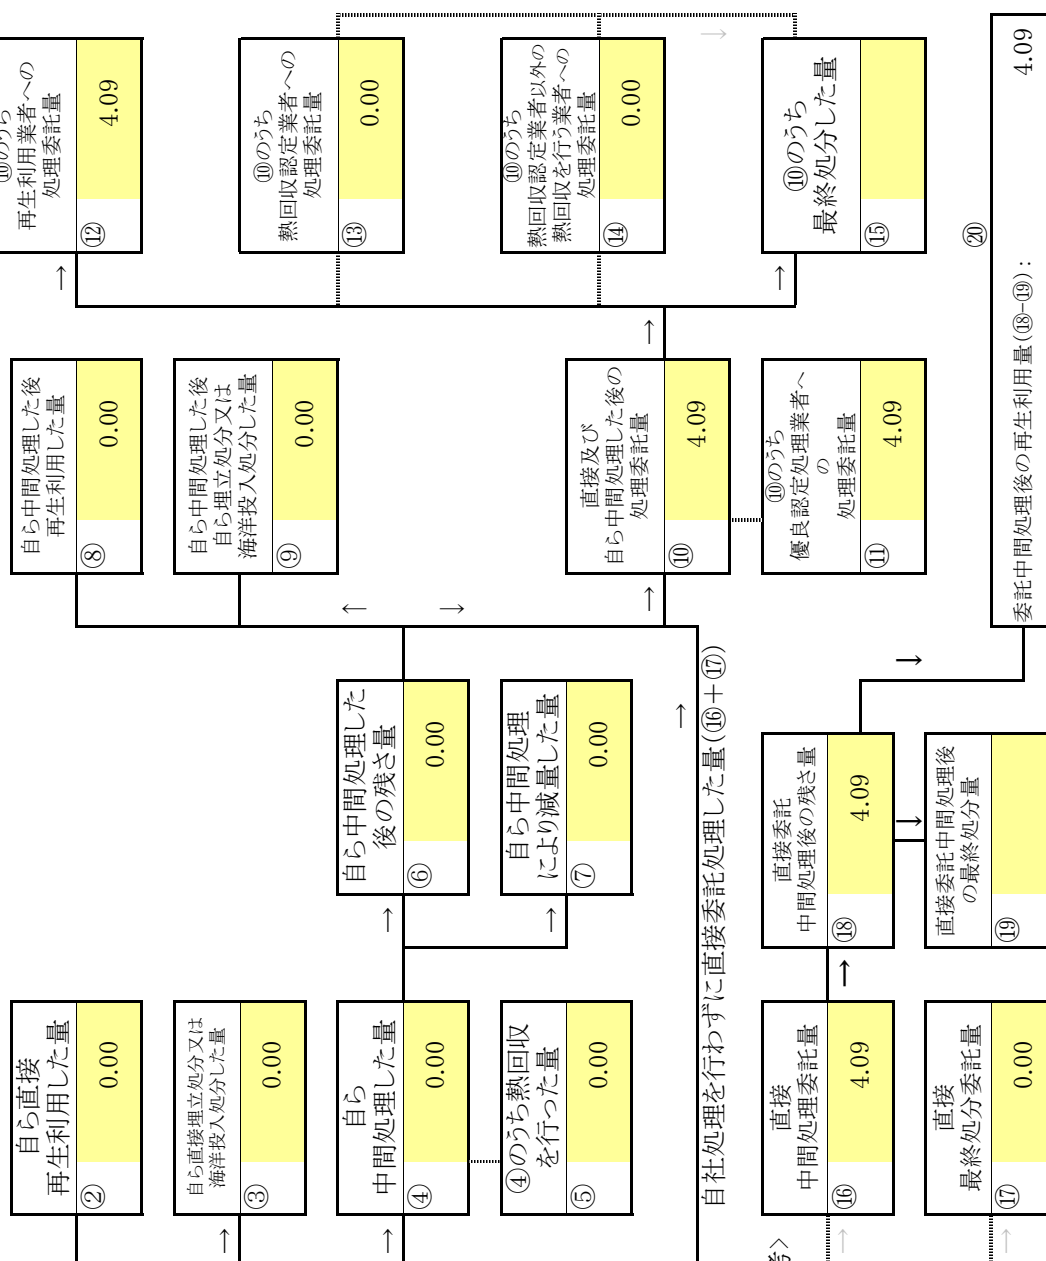 自ら直接
再生利用した量
②
0.00
自ら直接埋立処分又は
海洋投入処分した量
③
0.00
自ら
中間処理した量
④
0.00
④のうち熱回収
を行った量
⑤
0.00
自ら中間処理した
後の残さ量
⑥
0.00
自ら中間処理
により減量した量
⑦
0.00
自ら中間処理した後
再生利用した量
⑧
0.00
自ら中間処理した後
自ら埋立処分又は
海洋投入処分した量
⑨
0.00
直接及び
自ら中間処理した後の
処理委託量
⑩
4.09
⑩のうち
優良認定処理業者へ
の
処理委託量
⑪
4.09
⑩のうち
再生利用業者への
処理委託量
⑫
4.09
⑩のうち
熱回収認定業者への
処理委託量
⑬
0.00
⑩のうち
熱回収認定業者以外の
熱回収を行う業者への
処理委託量
⑭
0.00
⑩のうち
最終処分した量
⑮
自社処理を行わずに直接委託処理した量(⑯+⑰)
直接
中間処理委託量
⑯
4.09
直接
最終処分委託量
⑰
0.00
直接委託
中間処理後の残さ量
⑱
4.09
直接委託中間処理後
の最終処分量
⑲
⑳
委託中間処理後の再生利用量(⑱-⑲):
4.09